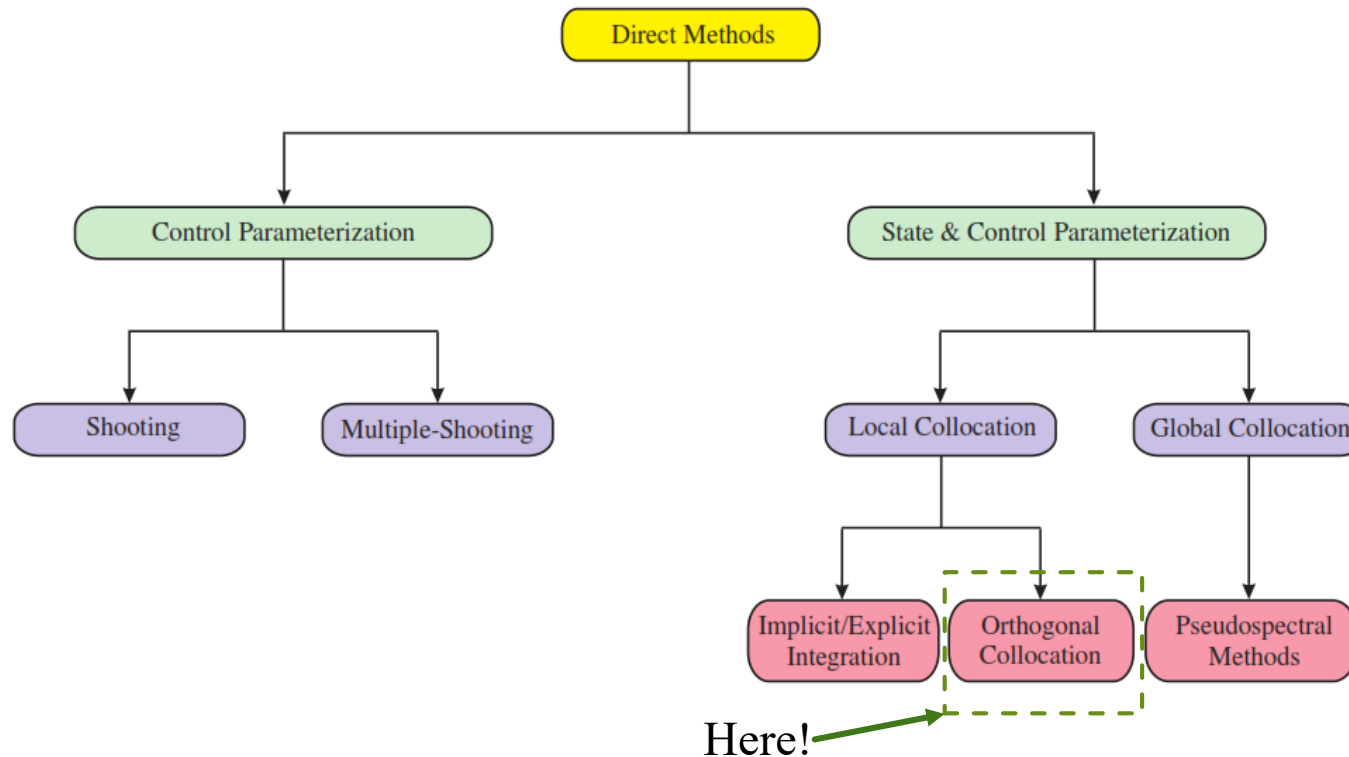 Direct Methods
Control Parameterization
State & Control Parameterization
Shooting
Multiple-Shooting
Local Collocation
Global Collocation
Implicit/Explicit
Integration
Orthogonal
Collocation
Pseudospectral
Methods
Here!